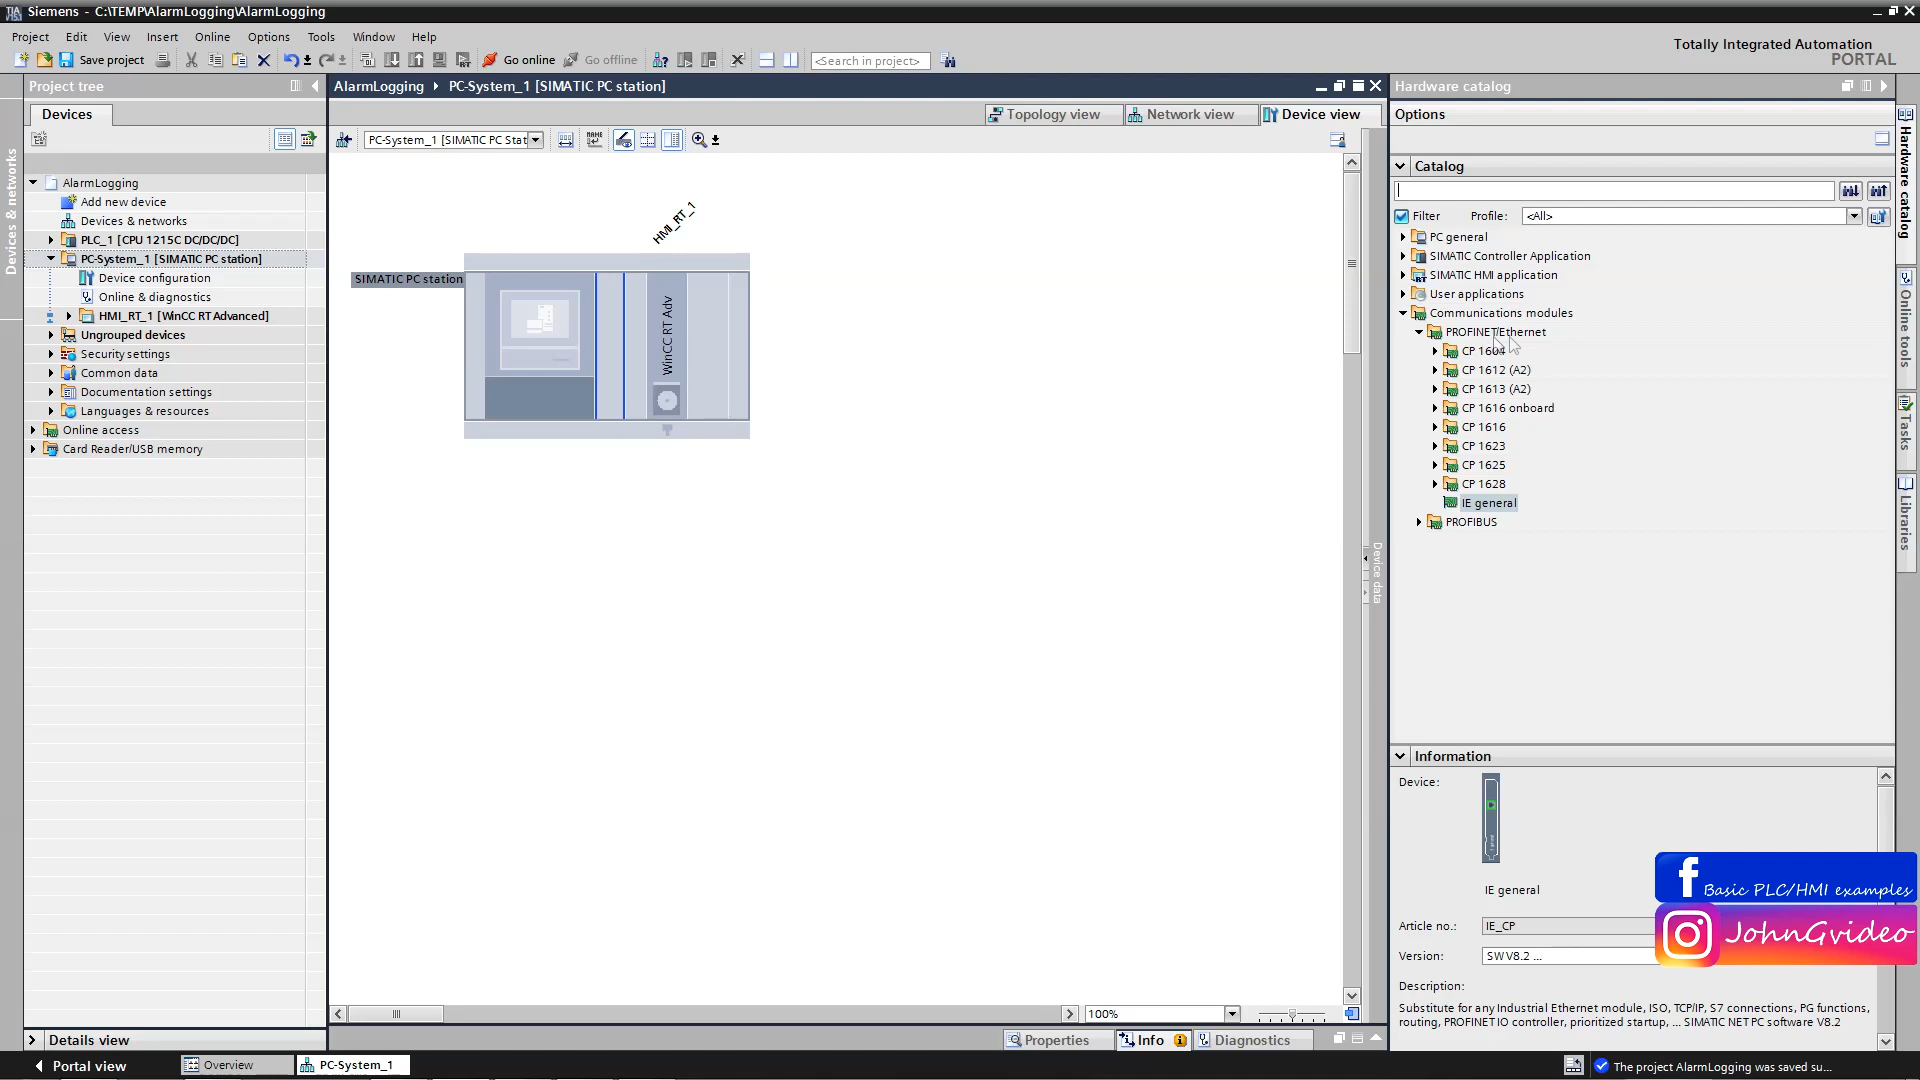 Siemens - C:\TEMP\AlarmLogging\AlarmLogging
Project Edit View Insert Online Options Tools Window Help
Totally Integrated Automation
PORTAL
Save project
Go online
Go offline
<Search in project>
Project tree
Devices
Devices & networks
AlarmLogging
Add new device
Devices & networks
PLC_1 [CPU 1215C DC/DC/DC]
PC-System_1 [SIMATIC PC station]
Device configuration
Online & diagnostics
HMI_RT_1 [WinCC RT Advanced]
Ungrouped devices
Security settings
Common data
Documentation settings
Languages & resources
Online access
Card Reader/USB memory
Details view
AlarmLogging PC-System_1 [SIMATIC PC station]
Topology view
Network view
Device view
PC-System_1 [SIMATIC PC Stat
NAME
HMI_RT_1
SIMATIC PC station
WinCC RT Adv
Device data
100%
Properties
Info
Diagnostics
Hardware catalog
Options
Catalog
Filter
Profile:
<All>
PC general
SIMATIC Controller Application
SIMATIC HMI application
User applications
Communications modules
PROFINET/Ethernet
CP 1604
CP 1612 (A2)
CP 1613 (A2)
CP 1616 onboard
CP 1616
CP 1623
CP 1625
CP 1628
IE general
PROFIBUS
Information
Device:
IE general
Article no.:
IE_CP
Version:
SW V8.2 ...
Description:
Substitute for any Industrial Ethernet module, ISO, TCP/IP, S7 connections, PG functions,
routing, PROFINET IO controller, prioritized startup, ... SIMATIC NET PC software V8.2
Hardware catalog
Online tools
Tasks
Libraries
Basic PLC/HMI examples
JohnGvideo
Portal view
Overview
PC-System_1
The project AlarmLogging was saved su...